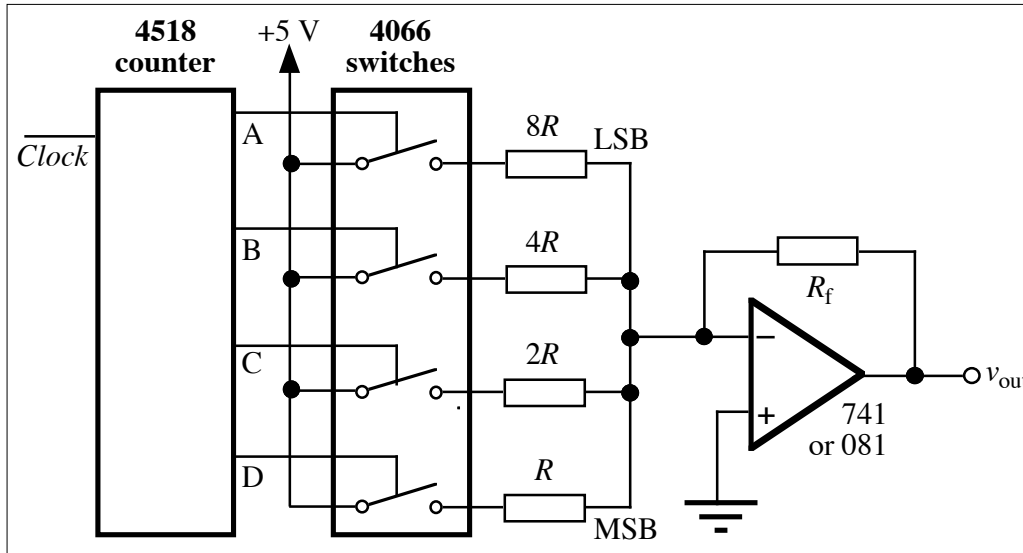 4518
counter
+5 V
4066
switches
Clock
A
8R
LSB
B
4R
Rf
C
2R
−
+
vout
741
or 081
D
R
MSB